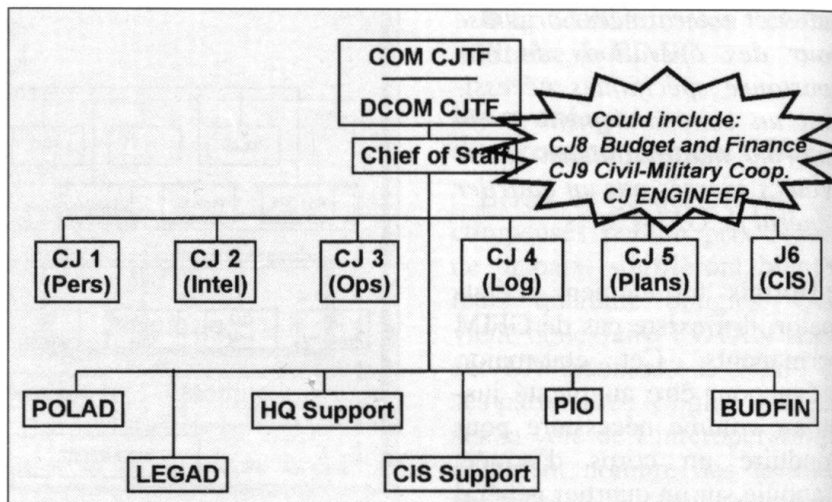 COM CJTF
DCOM CJTF
Chief of Staff
Could include:
CJ8 Budget and Finance
CJ9 Civil-Military Coop.
CJ ENGINEER
CJ 1
(Pers)
CJ 2
(Intel)
CJ 3
(Ops)
CJ 4
(Log)
CJ 5
(Plans)
J6
(CIS)
POLAD
HQ Support
PIO
BUDFIN
LEGAD
CIS Support